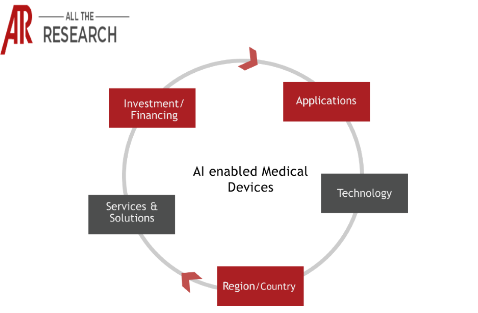 AR
ALL THE
RESEARCH
Investment/
Financing
Applications
AI enabled Medical
Devices
Services &
Solutions
Technology
Region/Country